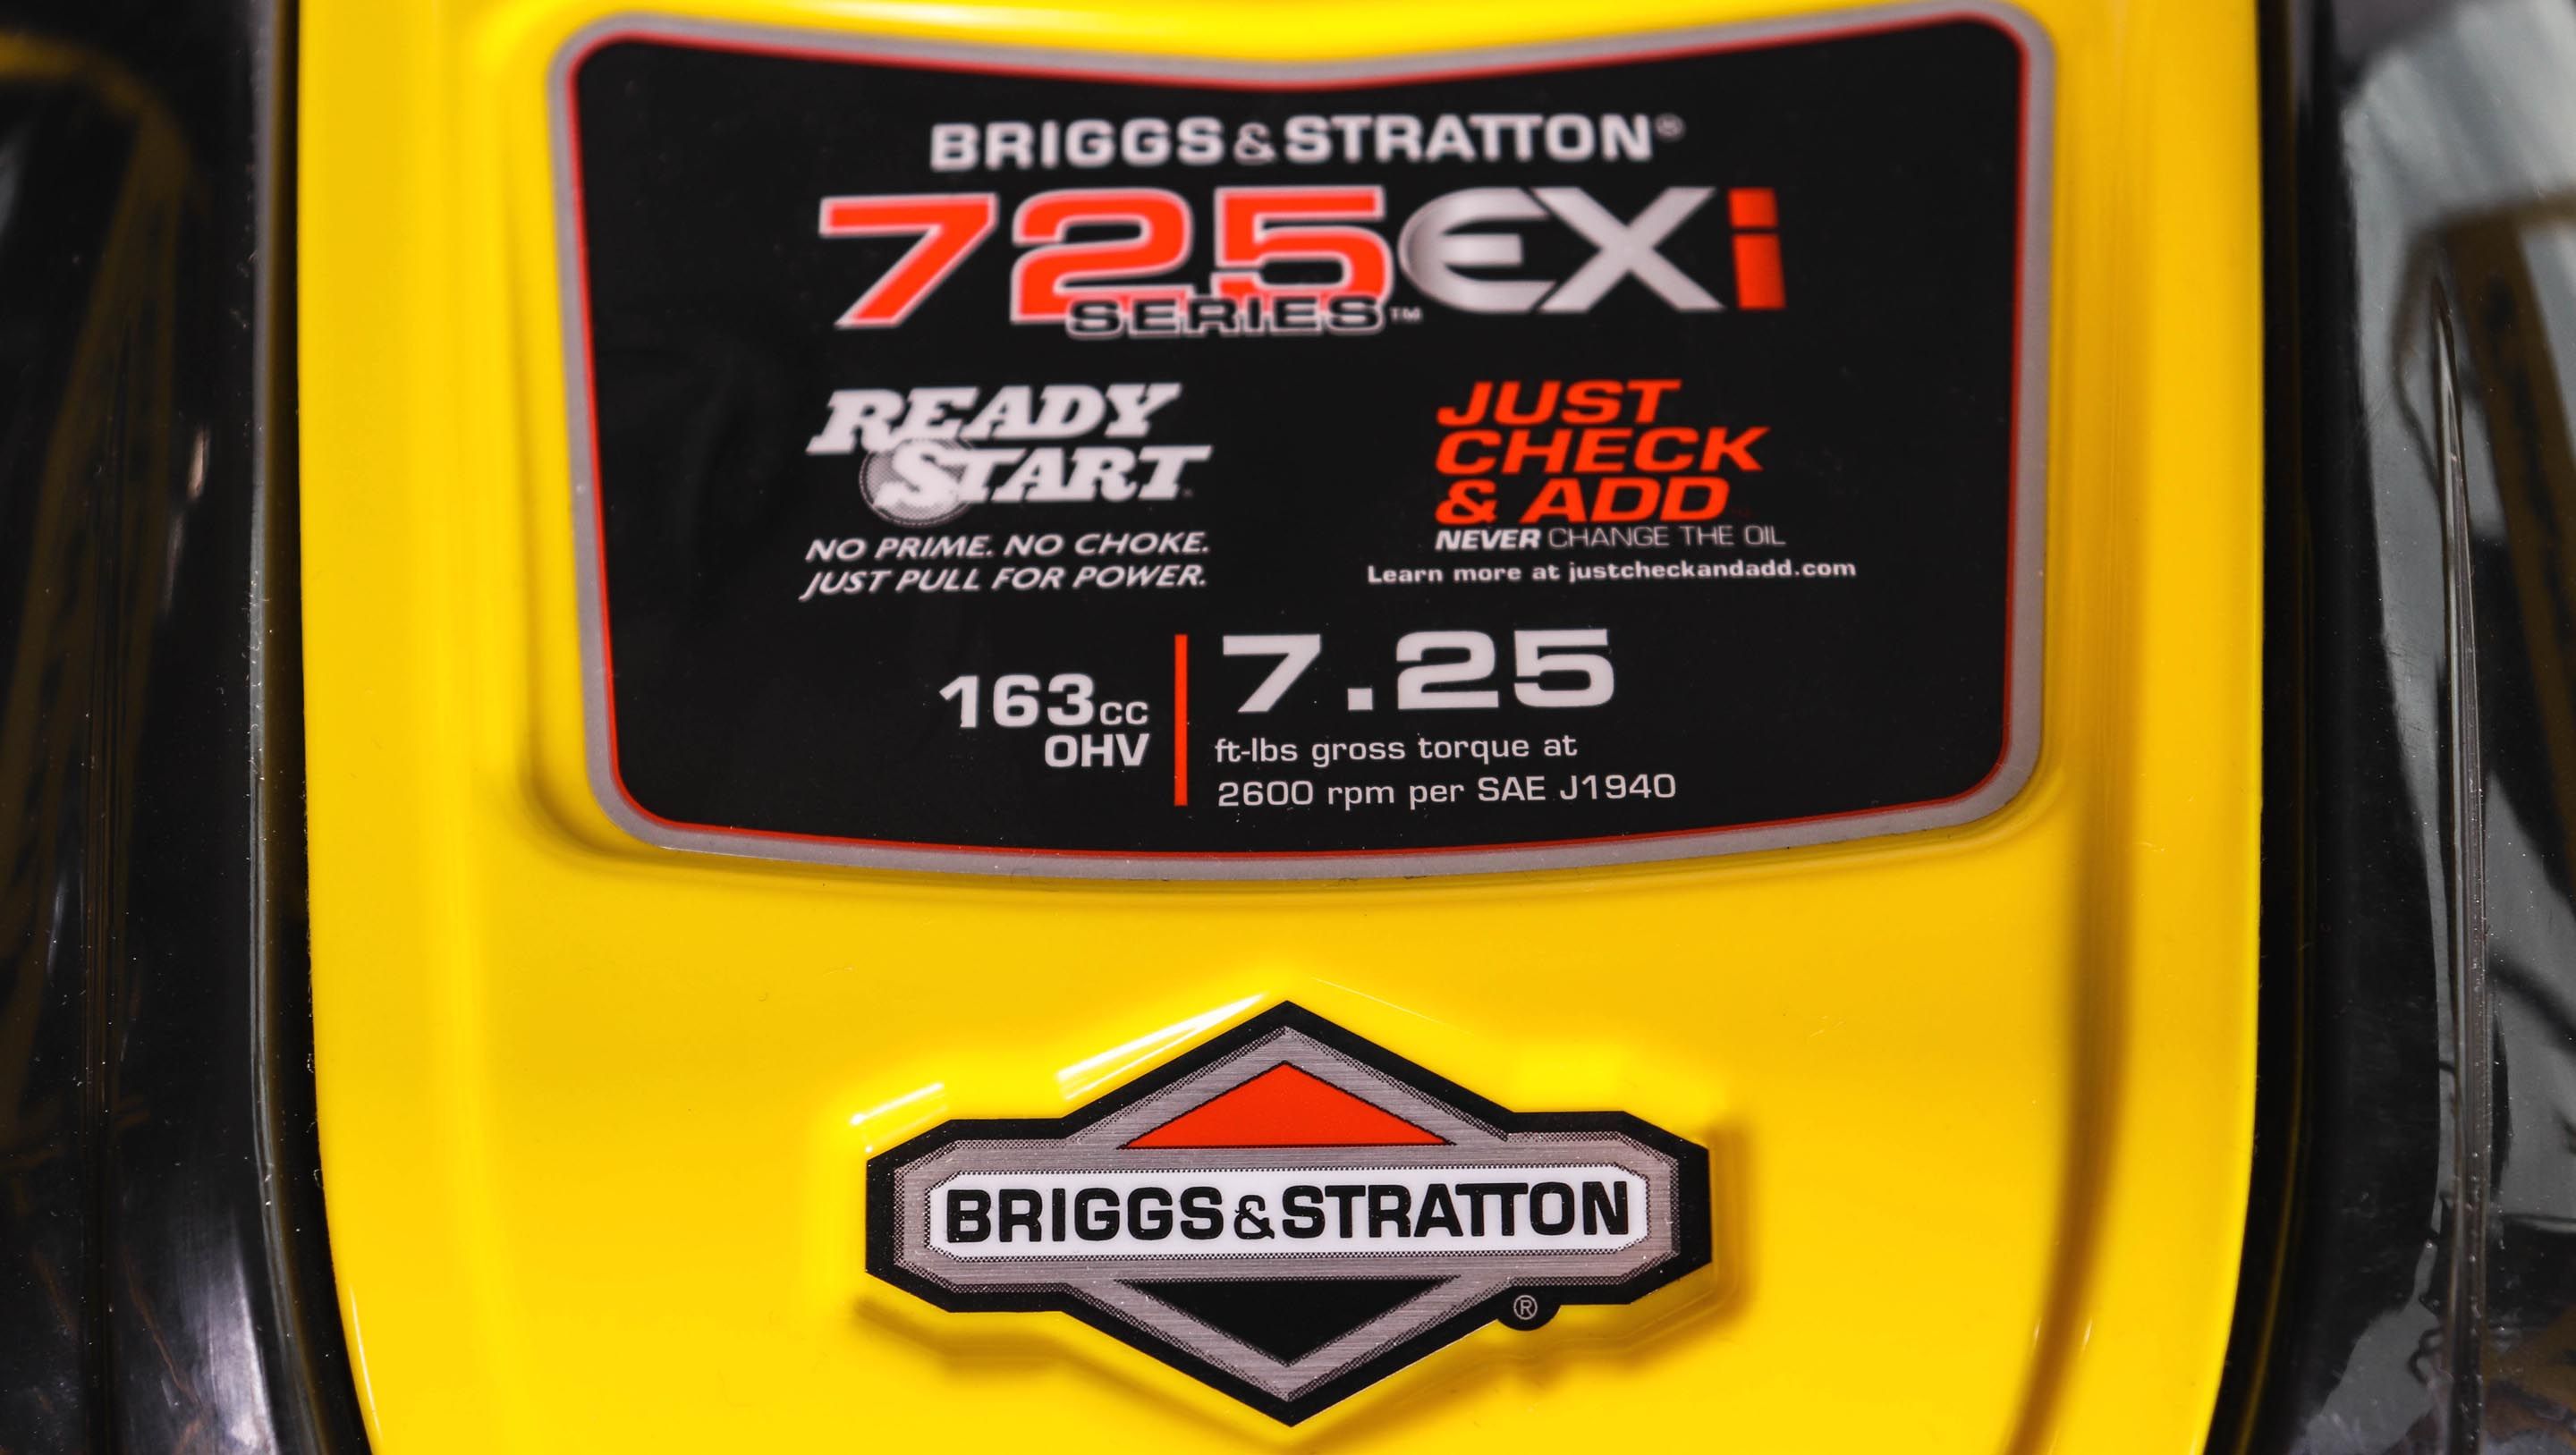 BRIGGS&STRATTON®
725EXi
SERIES™
READY
START
NO PRIME. NO CHOKE.
JUST PULL FOR POWER.
JUST
CHECK
& ADD
NEVER CHANGE THE OIL
Learn more at justcheckandadd.com
163cc
OHV
7.25
ft-lbs gross torque at
2600 rpm per SAE J1940
BRIGGS&STRATTON
®